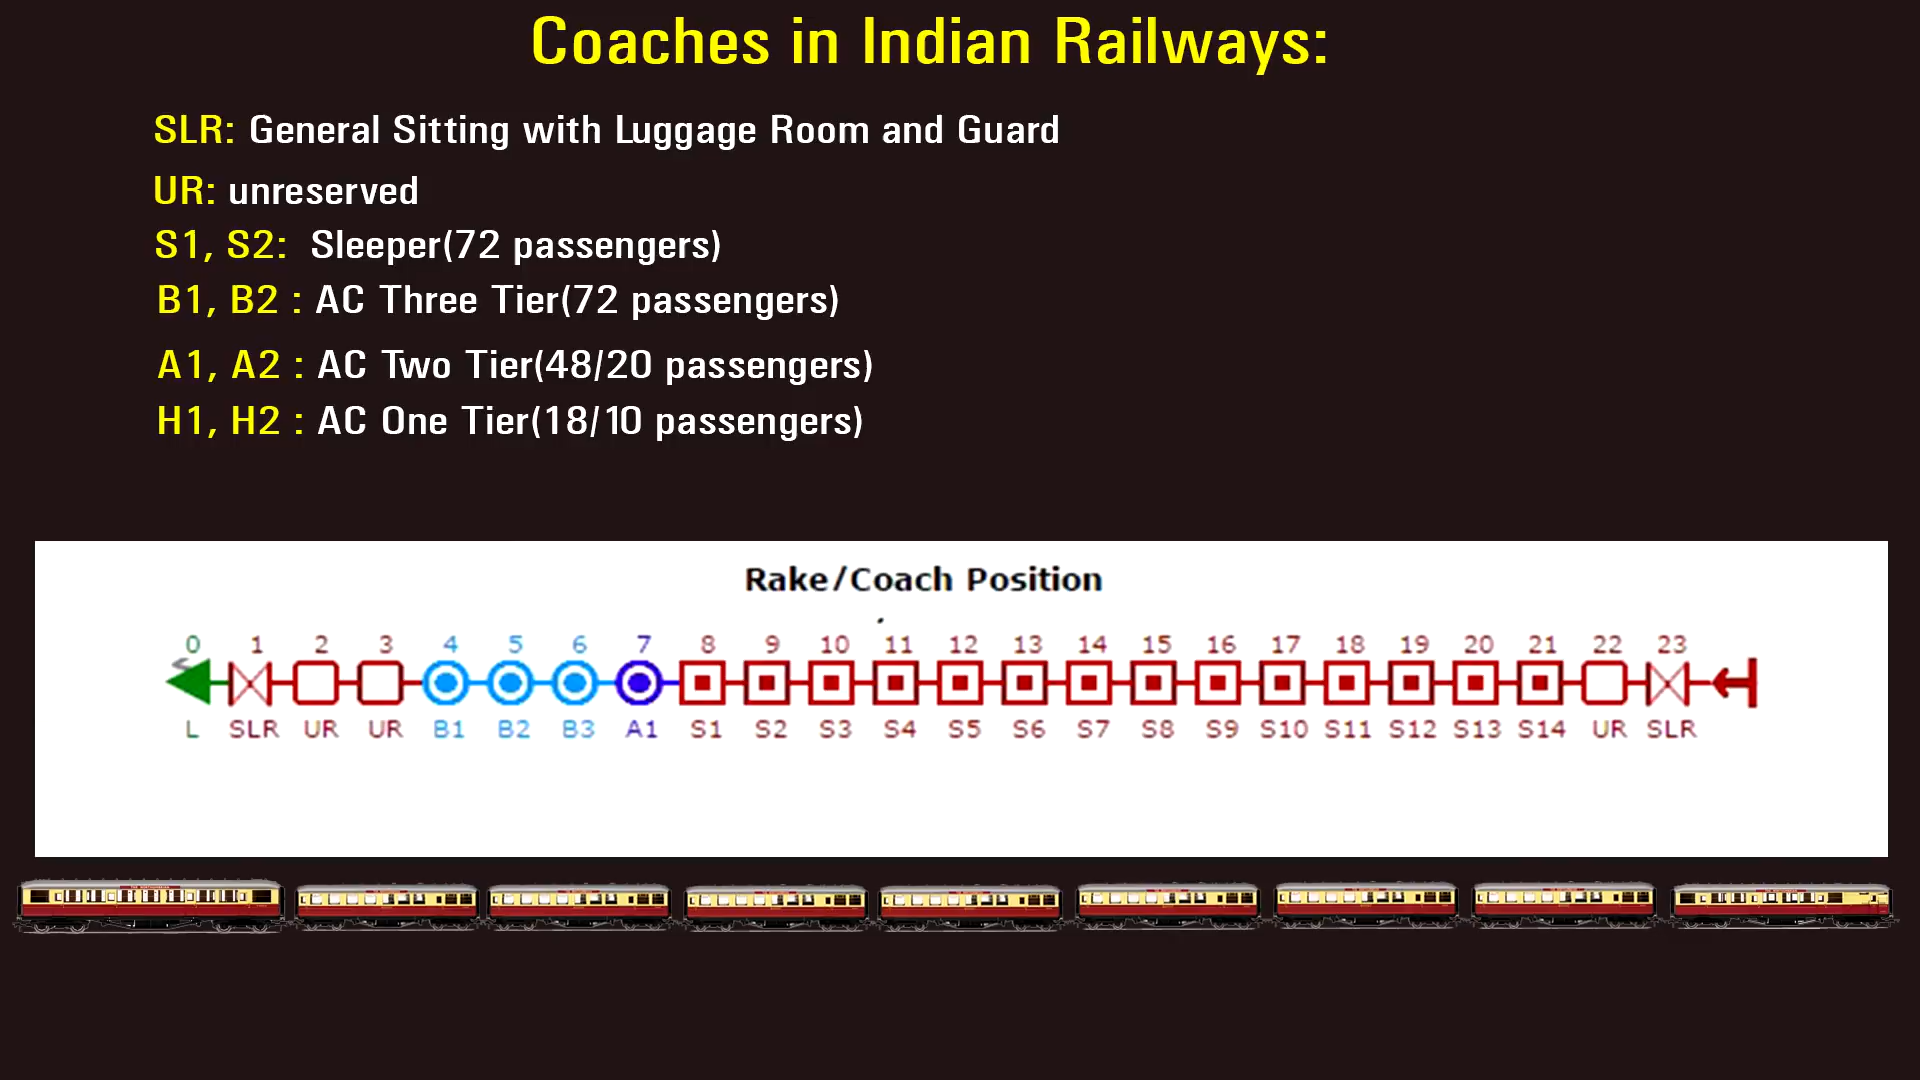 Coaches in Indian Railways:
SLR: General Sitting with Luggage Room and Guard
UR: unreserved
S1, S2: Sleeper(72 passengers)
B1, B2 : AC Three Tier(72 passengers)
A1, A2 : AC Two Tier(48/20 passengers)
H1, H2 : AC One Tier(18/10 passengers)
Rake/Coach Position
0 1 2 3 4 5 6 7 8 9 10 11 12 13 14 15 16 17 18 19 20 21 22 23
L SLR UR UR B1 B2 B3 A1 S1 S2 S3 S4 S5 S6 S7 S8 S9 S10 S11 S12 S13 S14 UR SLR